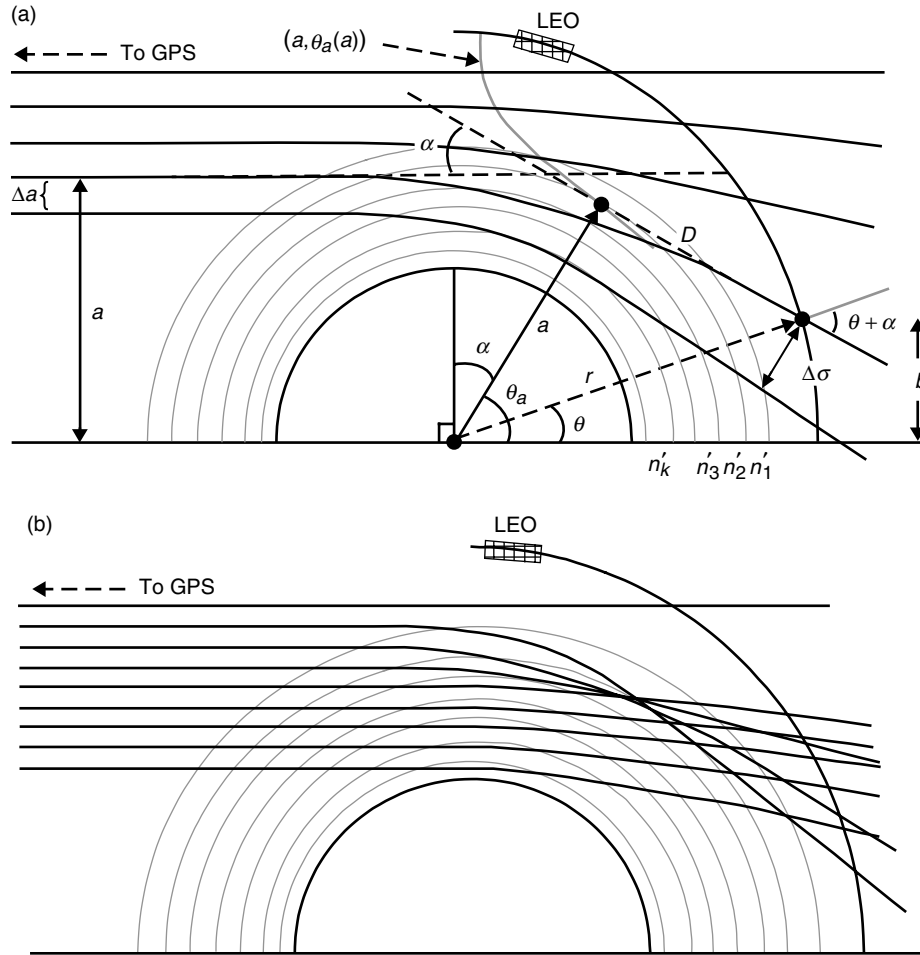 (a)
LEO
(a, θa(a))
To GPS
α
Δa{
D
a
a
α
θ + α
r
Δσ
θa
θ
n′k
n′3
n′2
n′1
(b)
LEO
To GPS